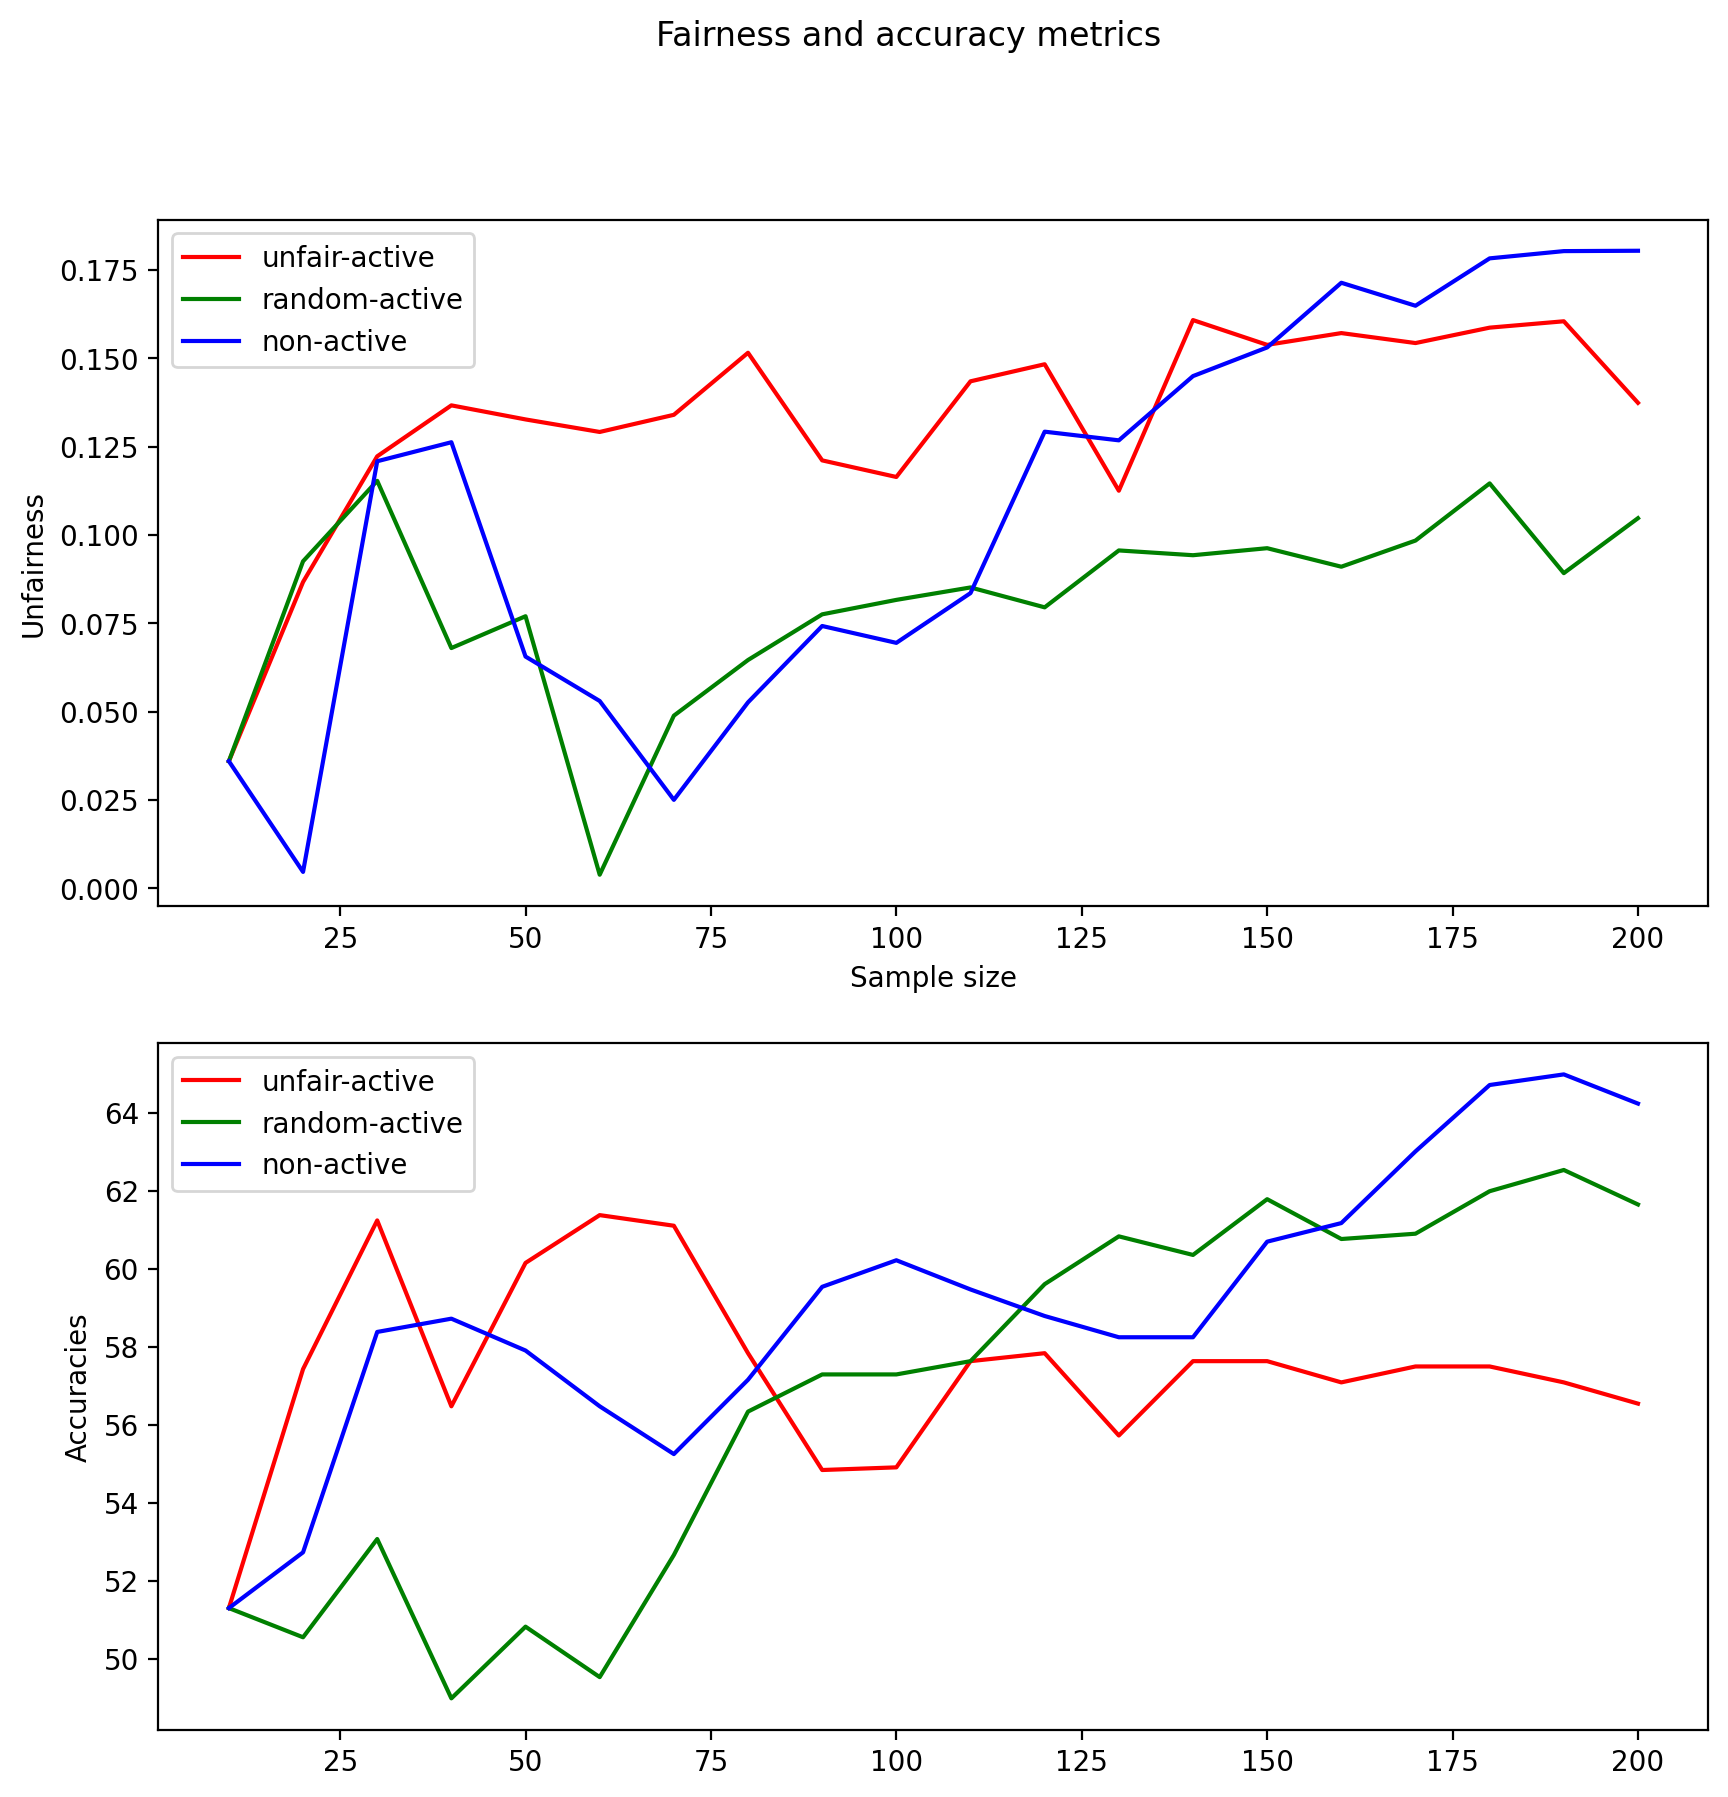 Fairness and accuracy metrics
unfair-active
random-active
non-active
0.175
0.150
0.125
0.100
0.075
0.050
0.025
0.000
Unfairness
25 50 75 100 125 150 175 200
Sample size
unfair-active
random-active
non-active
64
62
60
58
56
54
52
50
Accuracies
25 50 75 100 125 150 175 200